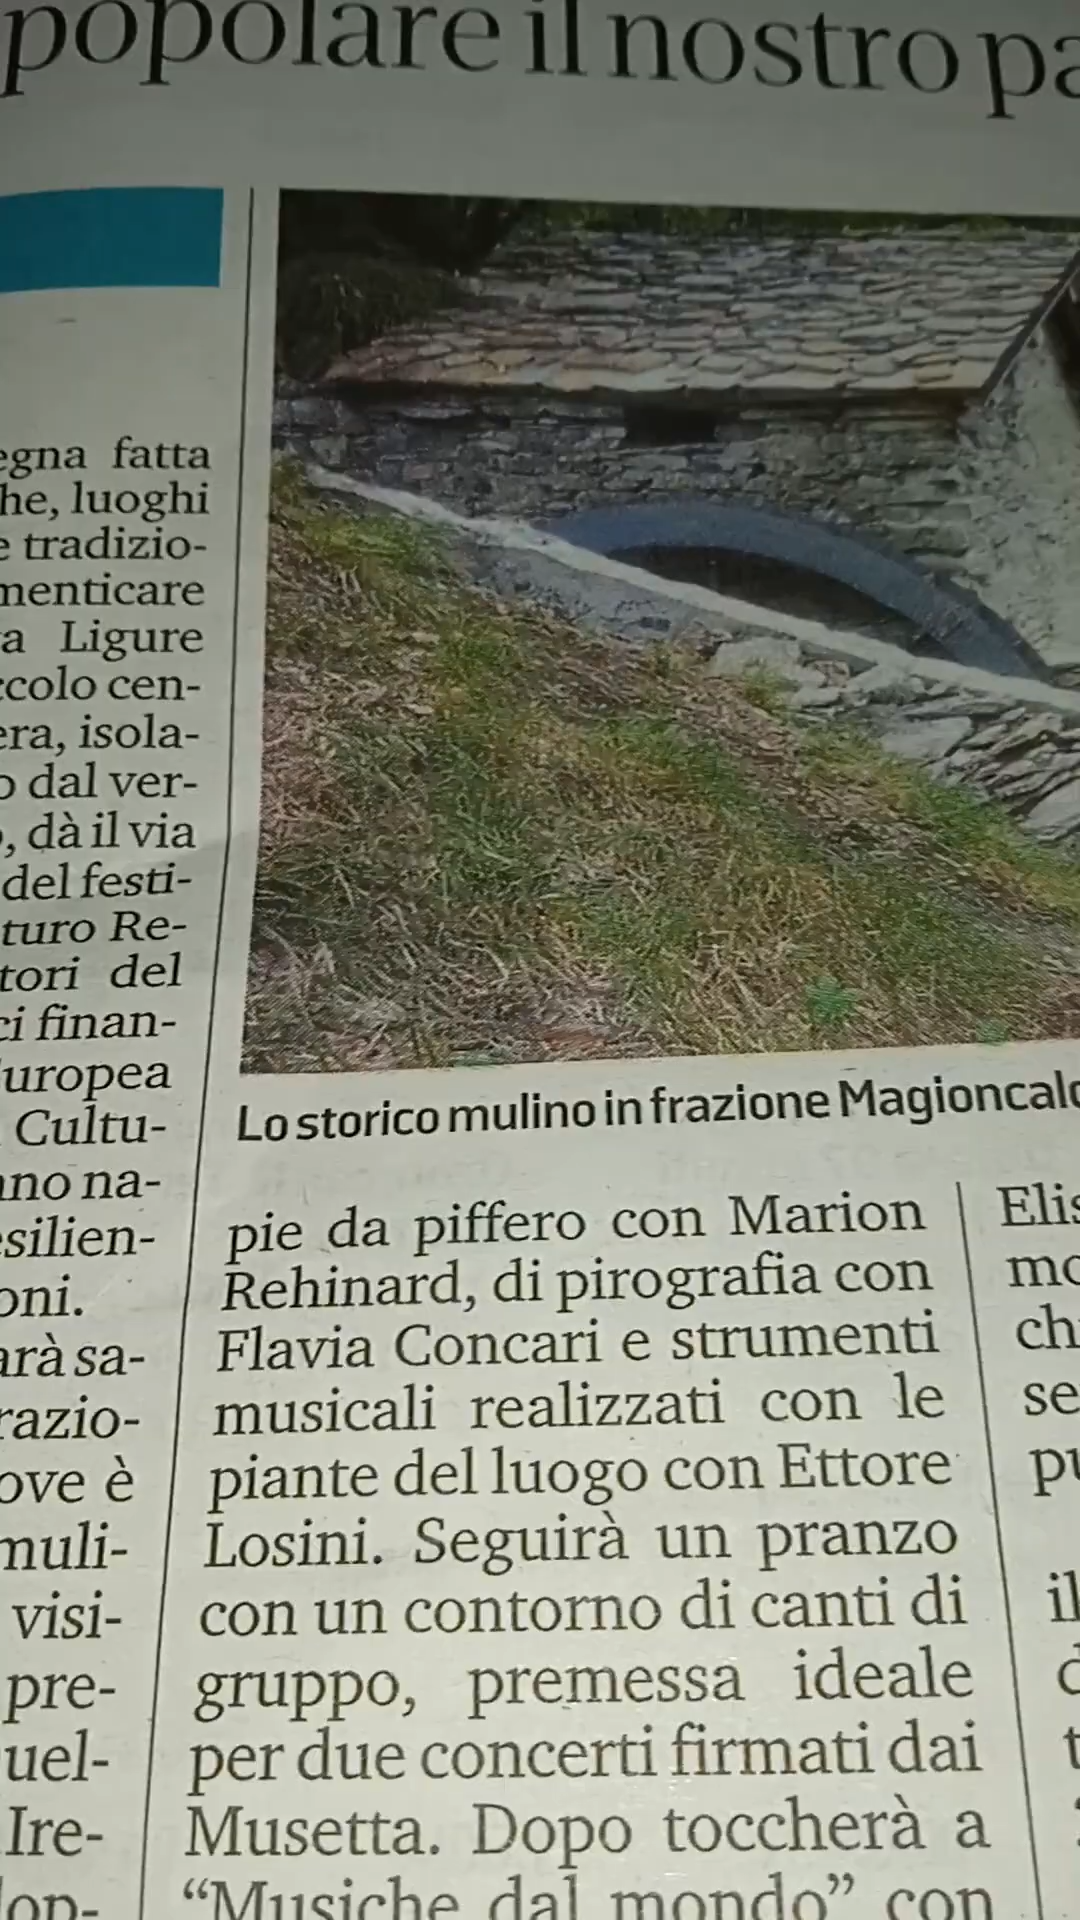 popolare il nostro pa
egna fatta
he, luoghi
e tradizio-
menticare
a Ligure
ccolo cen-
era, isola-
o dal ver-
, dà il via
del festi-
turo Re-
tori del
ci finan-
uropea
Cultu-
no na-
esilien-
oni.
arà sa-
razio-
ove è
muli-
visi-
pre-
uel-
Ire-
lon-
Lo storico mulino in frazione Magioncalo
pie da piffero con Marion
Rehinard, di pirografia con
Flavia Concari e strumenti
musicali realizzati con le
piante del luogo con Ettore
Losini. Seguirà un pranzo
con un contorno di canti di
gruppo, premessa ideale
per due concerti firmati dai
Musetta. Dopo toccherà a
“Musiche dal mondo” con
Elis
mo
ch
se
pu
il
d
t